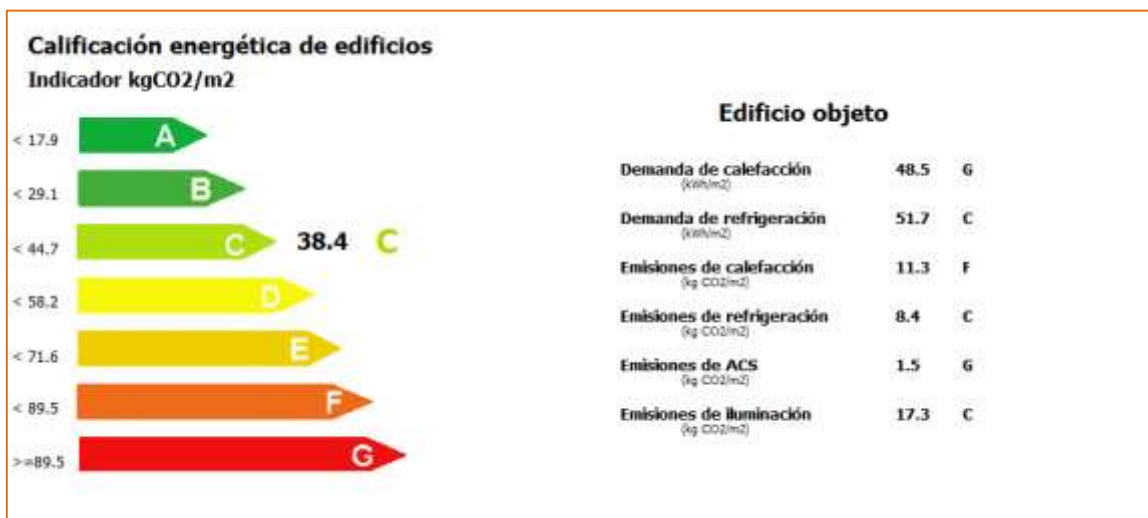 Calificación energética de edificios
Indicador kgCO2/m2
< 17.9 A
< 29.1 B
< 44.7 C 38.4 C
< 58.2 D
< 71.6 E
< 89.5 F
>=89.5 G
Edificio objeto
Demanda de calefacción 48.5 G
(kWh/m2)
Demanda de refrigeración 51.7 C
(kWh/m2)
Emisiones de calefacción 11.3 F
(kg CO2/m2)
Emisiones de refrigeración 8.4 C
(kg CO2/m2)
Emisiones de ACS 1.5 G
(kg CO2/m2)
Emisiones de iluminación 17.3 C
(kg CO2/m2)